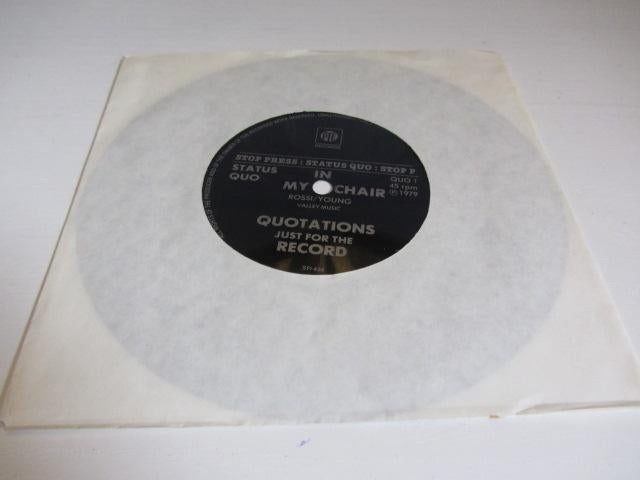 PYE
STOP PRESS : STATUS QUO : STOP P
STATUS QUO
IN MY CHAIR
QUO 1
45 rpm
℗ 1979
ROSSI/YOUNG
VALLEY MUSIC
QUOTATIONS
JUST FOR THE
RECORD